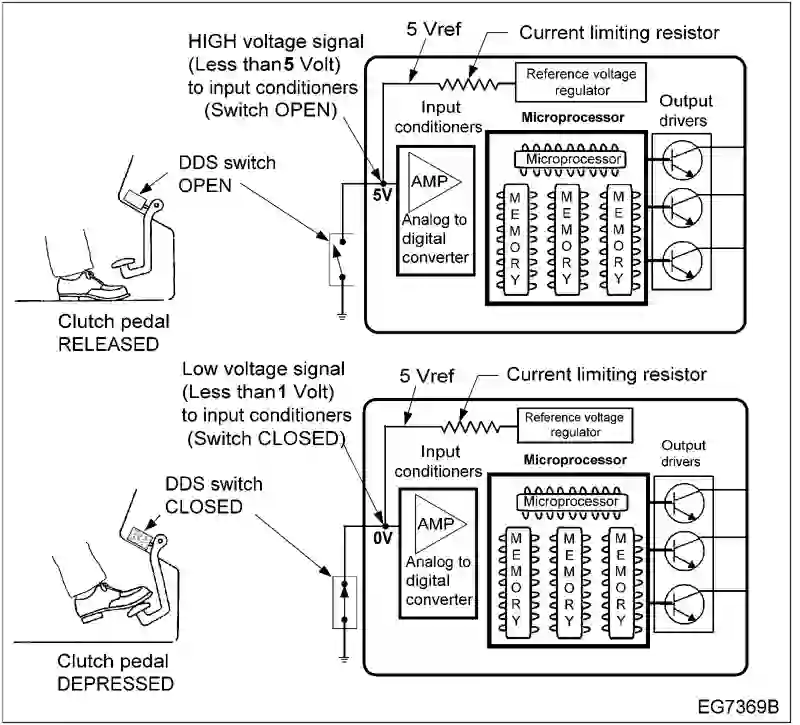 5 Vref
Current limiting resistor
HIGH voltage signal
(Less than 5 Volt)
to input conditioners
(Switch OPEN)
Reference voltage
regulator
Input
conditioners
Microprocessor
Output
drivers
DDS switch
OPEN
5V
AMP
Analog to
digital
converter
Microprocessor
MEMORY
MEMORY
MEMORY
Clutch pedal
RELEASED
Low voltage signal
(Less than 1 Volt)
to input conditioners
(Switch CLOSED)
5 Vref
Current limiting resistor
Reference voltage
regulator
Input
conditioners
Microprocessor
Output
drivers
DDS switch
CLOSED
0V
AMP
Analog to
digital
converter
Microprocessor
MEMORY
MEMORY
MEMORY
Clutch pedal
DEPRESSED
EG7369B